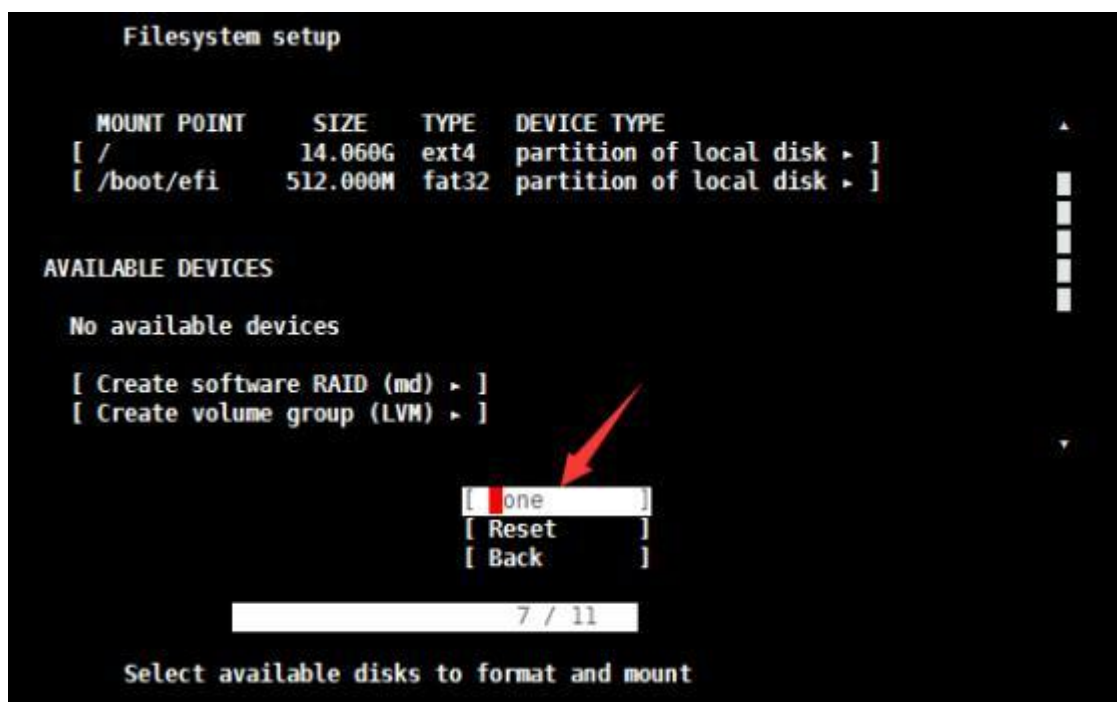 Filesystem setup
MOUNT POINT SIZE TYPE DEVICE TYPE
[ / 14.060G ext4 partition of local disk ▸ ]
[ /boot/efi 512.000M fat32 partition of local disk ▸ ]
AVAILABLE DEVICES
No available devices
[ Create software RAID (md) ▸ ]
[ Create volume group (LVM) ▸ ]
[ one ]
[ Reset ]
[ Back ]
7 / 11
Select available disks to format and mount